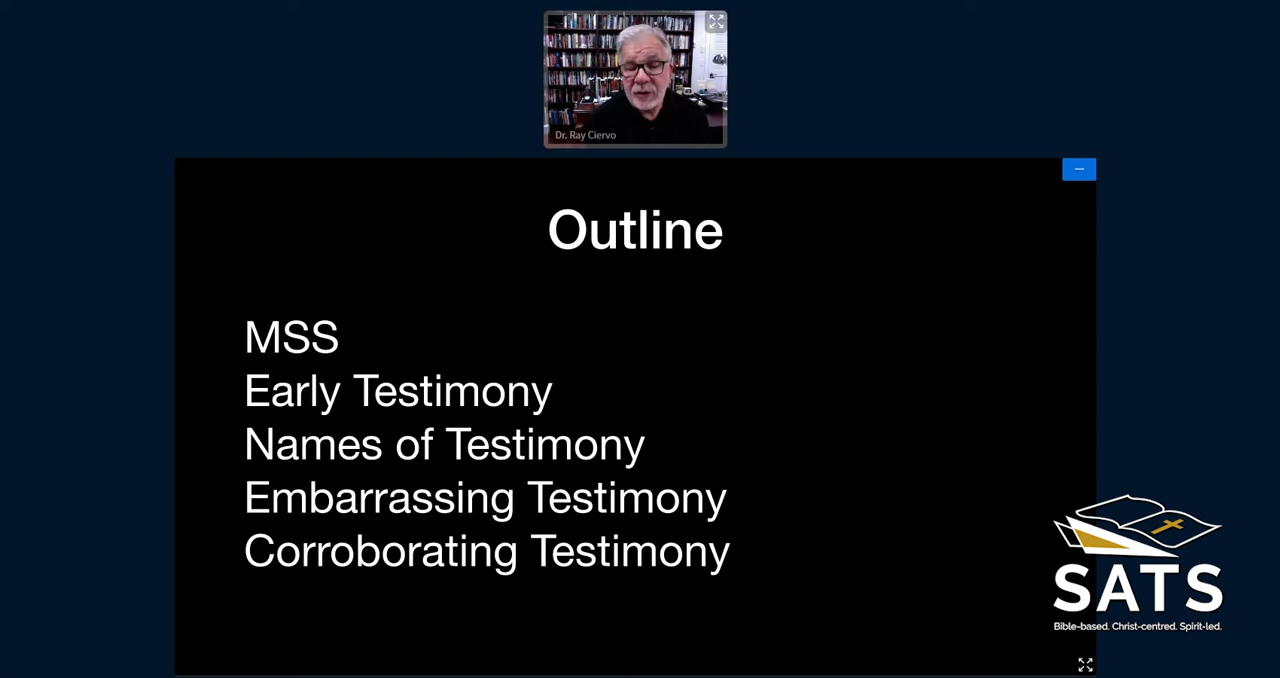 Dr. Ray Ciervo
Outline
MSS
Early Testimony
Names of Testimony
Embarrassing Testimony
Corroborating Testimony
SATS
Bible-based. Christ-centred. Spirit-led.